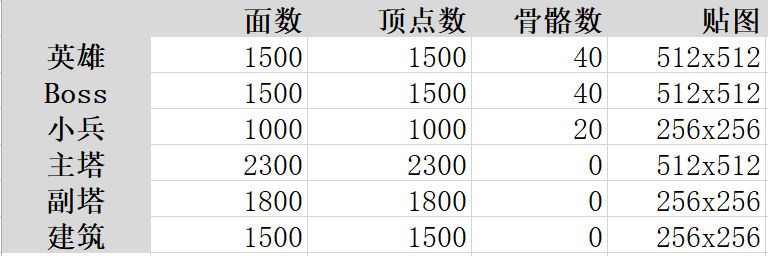 面数 顶点数 骨骼数 贴图
英雄 1500 1500 40 512x512
Boss 1500 1500 40 512x512
小兵 1000 1000 20 256x256
主塔 2300 2300 0 512x512
副塔 1800 1800 0 256x256
建筑 1500 1500 0 256x256